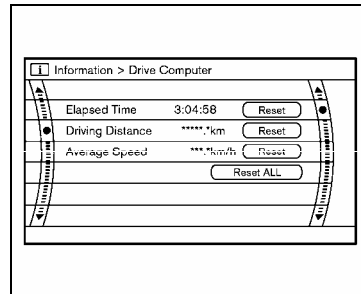 i Information > Drive Computer
Elapsed Time 3:04:58 Reset
Driving Distance *****.*km Reset
Average Speed ***.*km/h Reset
Reset ALL